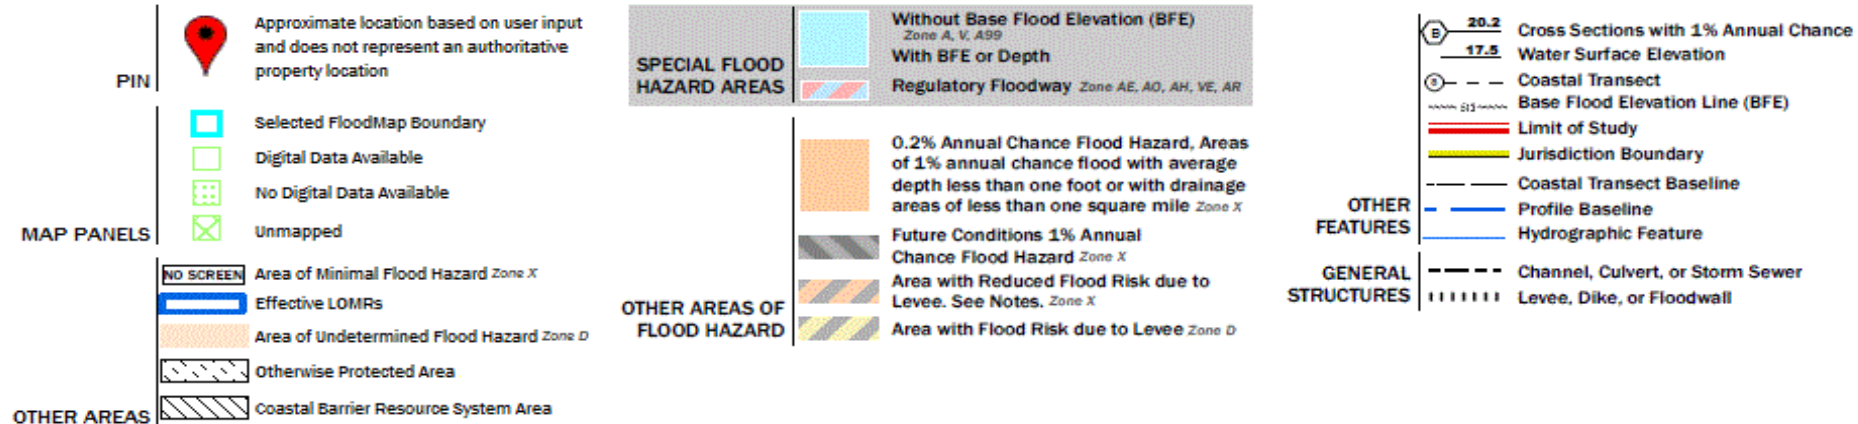 Approximate location based on user input
and does not represent an authoritative
property location
PIN
Selected FloodMap Boundary
Digital Data Available
No Digital Data Available
Unmapped
MAP PANELS
NO SCREEN Area of Minimal Flood Hazard Zone X
Effective LOMRs
Area of Undetermined Flood Hazard Zone D
Otherwise Protected Area
Coastal Barrier Resource System Area
OTHER AREAS
Without Base Flood Elevation (BFE)
Zone A, V, A99
With BFE or Depth
Regulatory Floodway Zone AE, AO, AH, VE, AR
SPECIAL FLOOD
HAZARD AREAS
0.2% Annual Chance Flood Hazard, Areas
of 1% annual chance flood with average
depth less than one foot or with drainage
areas of less than one square mile Zone X
Future Conditions 1% Annual
Chance Flood Hazard Zone X
Area with Reduced Flood Risk due to
Levee. See Notes. Zone X
Area with Flood Risk due to Levee Zone D
OTHER AREAS OF
FLOOD HAZARD
B 20.2 Cross Sections with 1% Annual Chance
17.5 Water Surface Elevation
8 Coastal Transect
513 Base Flood Elevation Line (BFE)
Limit of Study
Jurisdiction Boundary
Coastal Transect Baseline
Profile Baseline
Hydrographic Feature
OTHER
FEATURES
Channel, Culvert, or Storm Sewer
Levee, Dike, or Floodwall
GENERAL
STRUCTURES